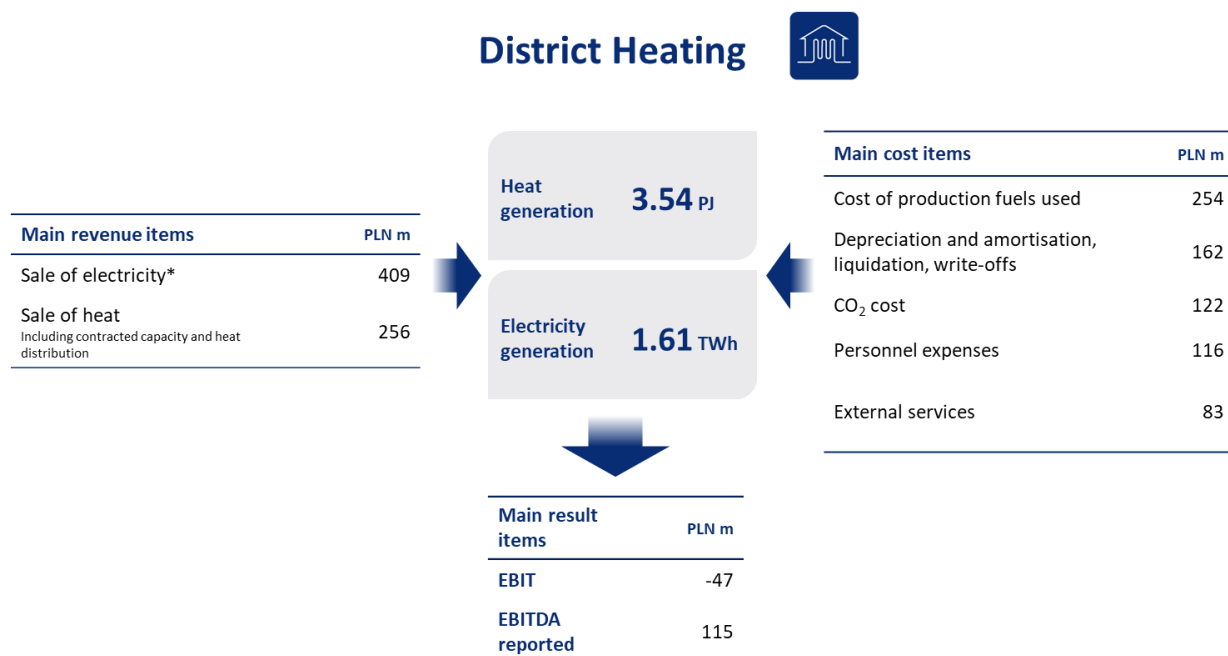 District Heating
Main revenue items PLN m
Sale of electricity* 409
Sale of heat
Including contracted capacity and heat
distribution
256
Heat
generation
3.54 PJ
Electricity
generation
1.61 TWh
Main cost items PLN m
Cost of production fuels used 254
Depreciation and amortisation,
liquidation, write-offs
162
CO₂ cost 122
Personnel expenses 116
External services 83
Main result
items
PLN m
EBIT -47
EBITDA
reported
115